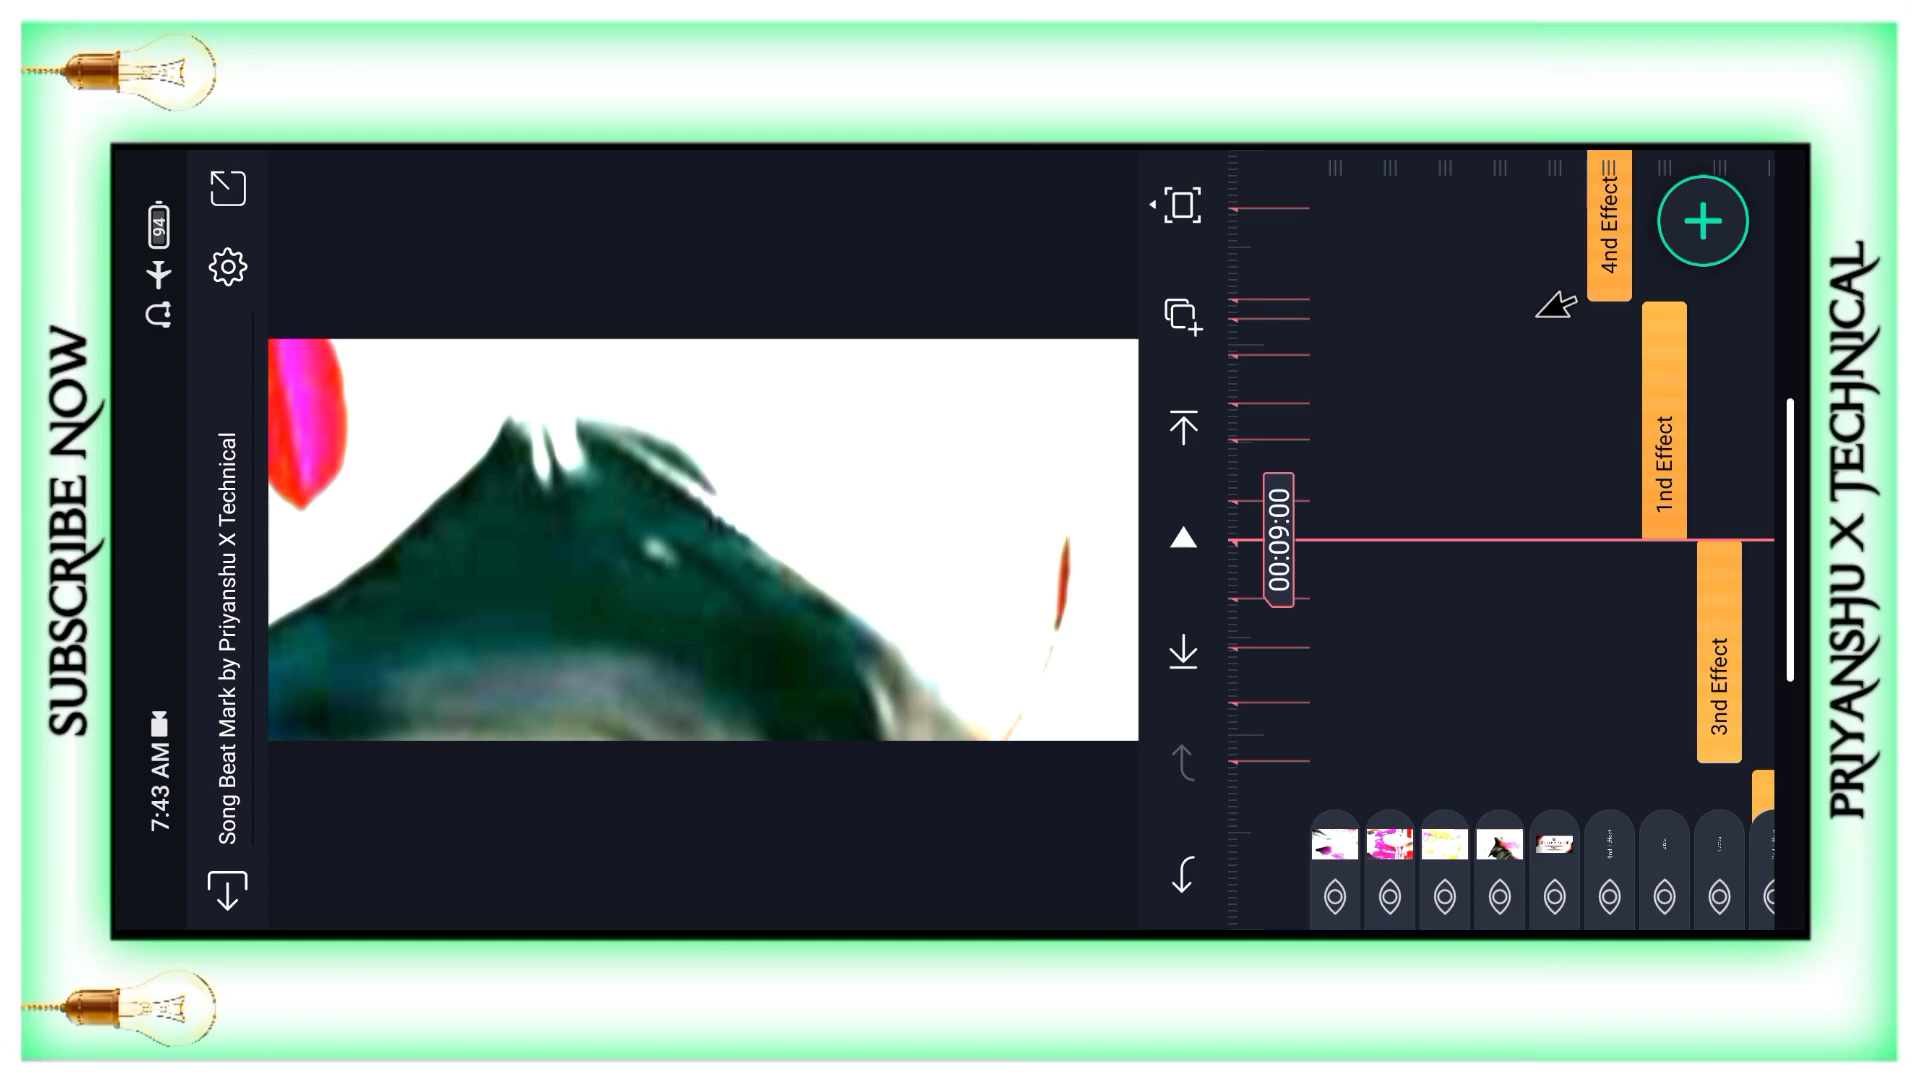 SUBSCRIBE NOW
7:43 AM
94
Song Beat Mark by Priyanshu X Technical
00:09:00
4nd Effect
1nd Effect
3nd Effect
PRIYANSHU X TECHNICAL